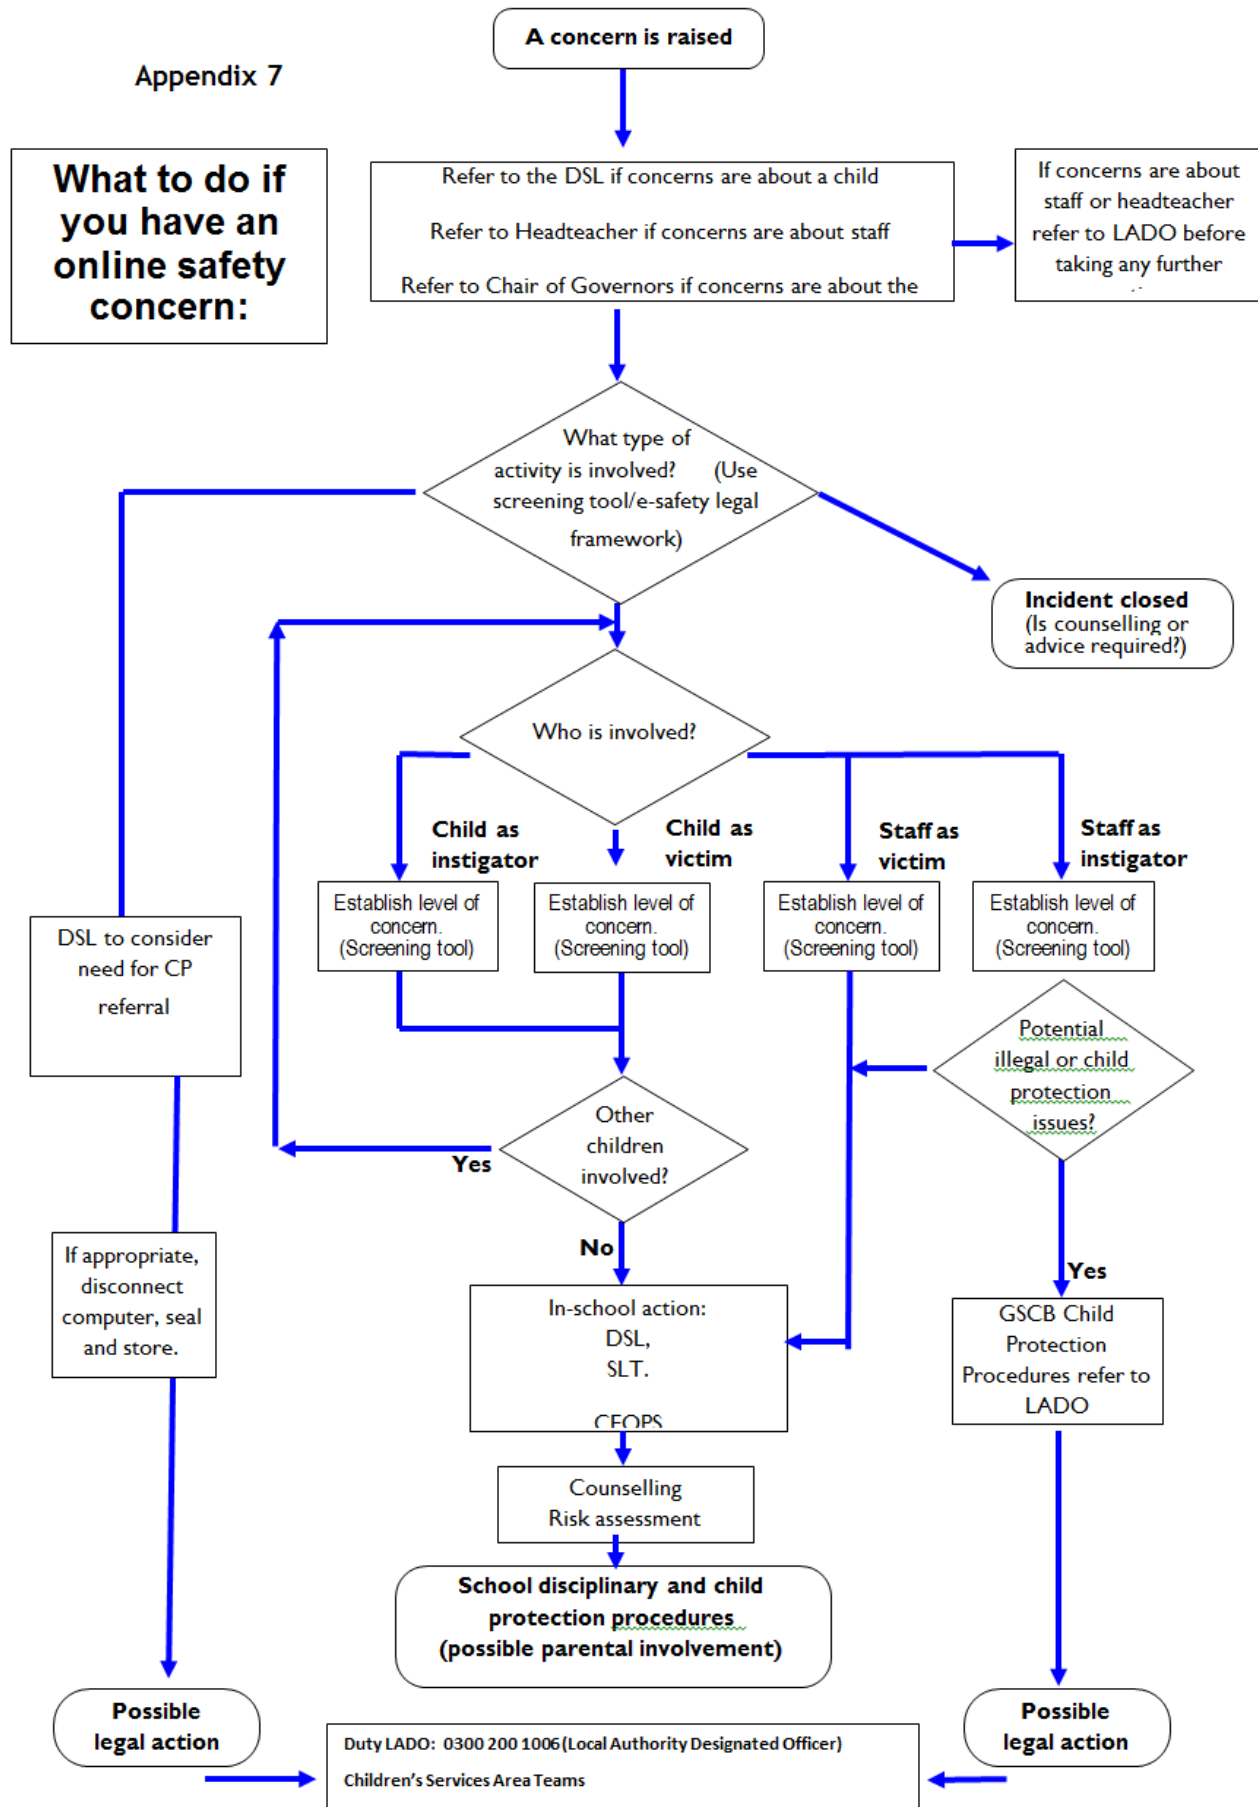 A concern is raised
Appendix 7
What to do if
you have an
online safety
concern:
Refer to the DSL if concerns are about a child
Refer to Headteacher if concerns are about staff
Refer to Chair of Governors if concerns are about the
If concerns are about
staff or headteacher
refer to LADO before
taking any further
What type of
activity is involved? (Use
screening tool/e-safety legal
framework)
Incident closed
(Is counselling or
advice required?)
Who is involved?
Child as
instigator
Child as
victim
Staff as
victim
Staff as
instigator
Establish level of
concern.
(Screening tool)
Establish level of
concern.
(Screening tool)
Establish level of
concern.
(Screening tool)
Establish level of
concern.
(Screening tool)
DSL to consider
need for CP
referral
Potential
illegal or child
protection
issues?
Other
children
involved?
Yes
No
Yes
If appropriate,
disconnect
computer, seal
and store.
In-school action:
DSL,
SLT.
CEOPS
GSCB Child
Protection
Procedures refer to
LADO
Counselling
Risk assessment
School disciplinary and child
protection procedures
(possible parental involvement)
Possible
legal action
Possible
legal action
Duty LADO: 0300 200 1006 (Local Authority Designated Officer)
Children's Services Area Teams